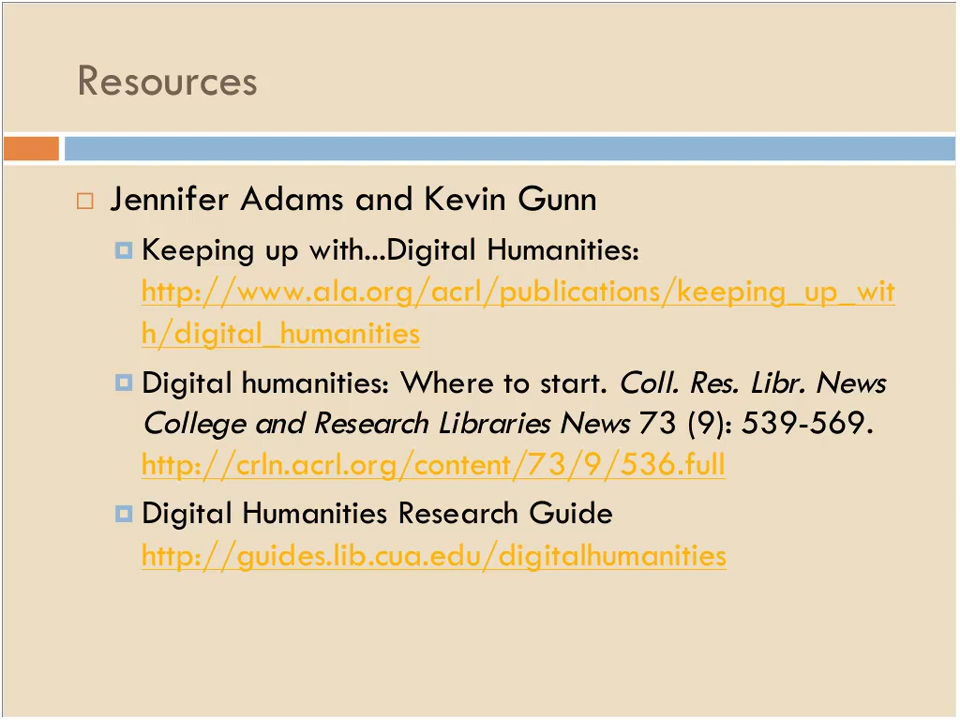 Resources
Jennifer Adams and Kevin Gunn
Keeping up with...Digital Humanities:
http://www.ala.org/acrl/publications/keeping_up_wit
h/digital_humanities
Digital humanities: Where to start. Coll. Res. Libr. News
College and Research Libraries News 73 (9): 539-569.
http://crln.acrl.org/content/73/9/536.full
Digital Humanities Research Guide
http://guides.lib.cua.edu/digitalhumanities